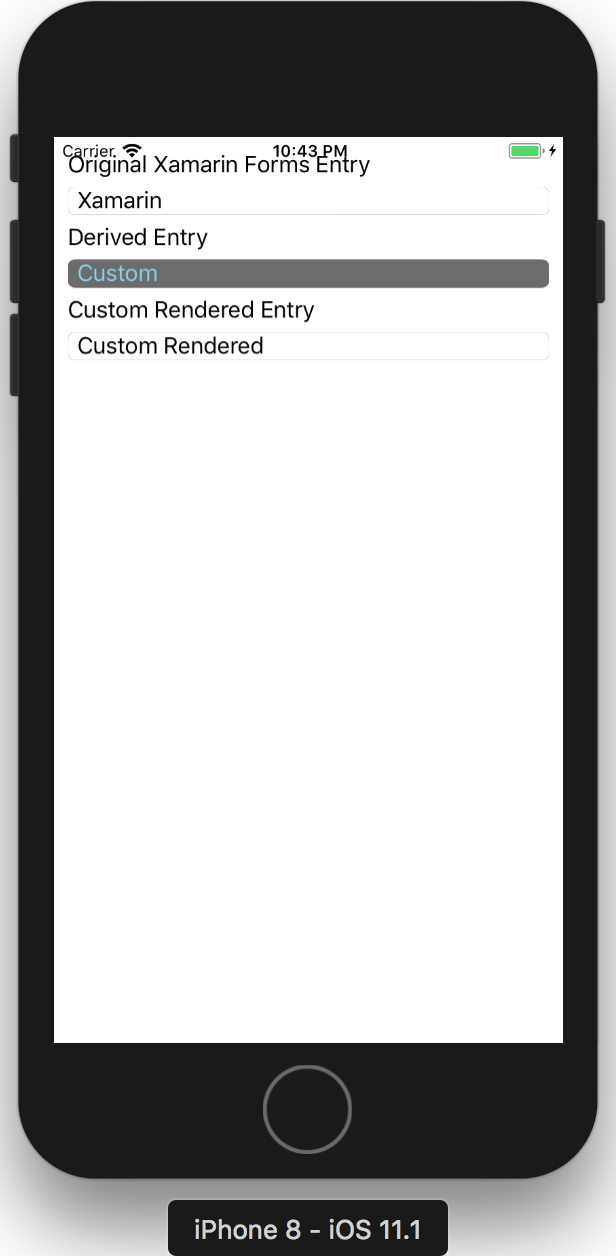 Carrier 10:43 PM
Original Xamarin Forms Entry
Xamarin
Derived Entry
Custom
Custom Rendered Entry
Custom Rendered
iPhone 8 - iOS 11.1